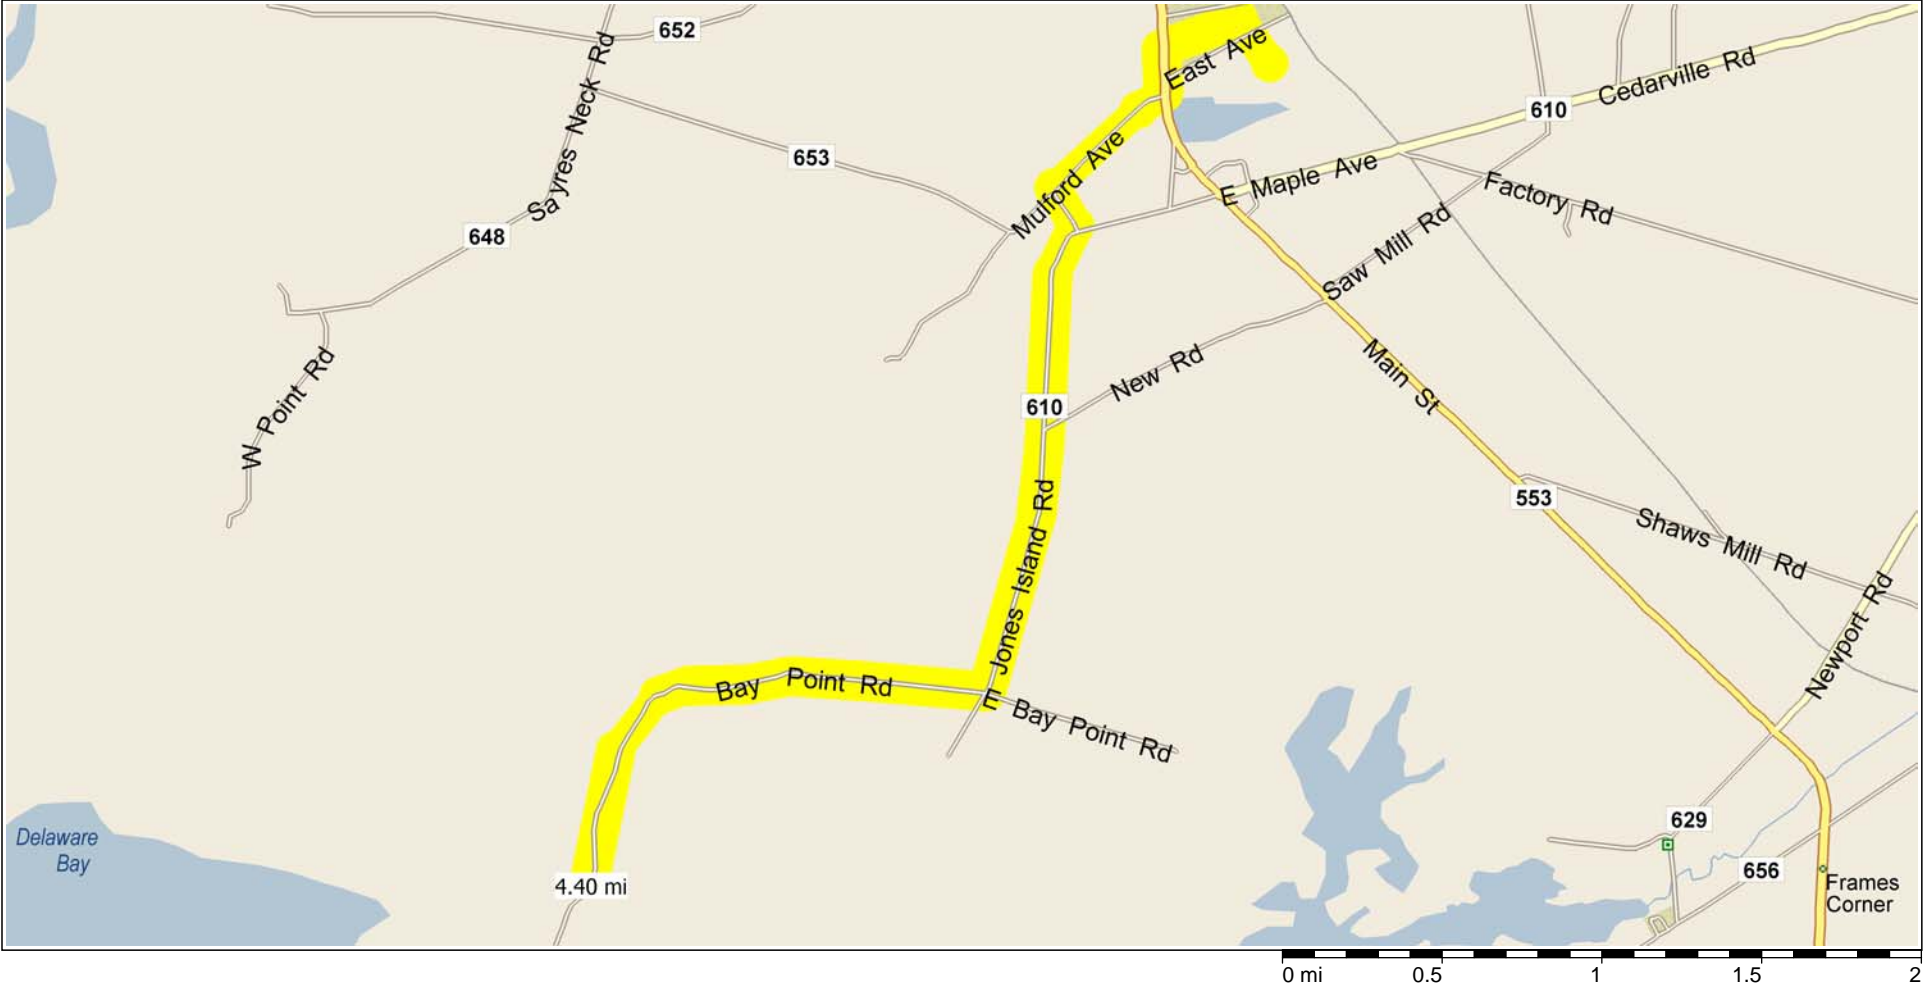 652
Sayres Neck Rd
East Ave
Cedarville Rd
610
653
Mulford Ave
E Maple Ave
Factory Rd
648
Saw Mill Rd
W Point Rd
New Rd
Main St
610
553
Jones Island Rd
Shaws Mill Rd
Newport Rd
Bay Point Rd
E Bay Point Rd
629
Delaware
Bay
656
4.40 mi
Frames
Corner
0 mi 0.5 1 1.5 2